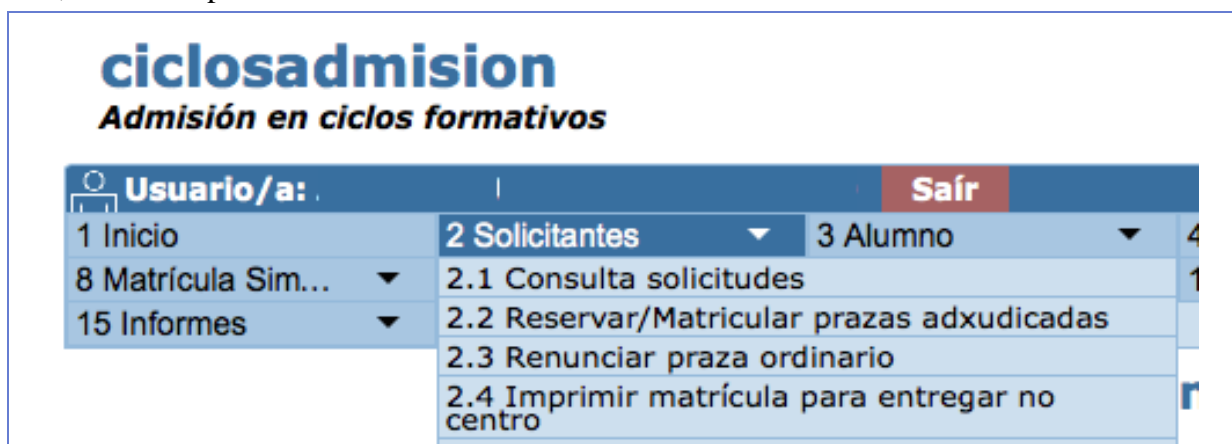 ciclosadmision
Admisión en ciclos formativos
Usuario/a:
Saír
1 Inicio
2 Solicitantes
3 Alumno
4
8 Matrícula Sim...
1
15 Informes
2.1 Consulta solicitudes
2.2 Reservar/Matricular prazas adxudicadas
2.3 Renunciar praza ordinario
2.4 Imprimir matrícula para entregar no
centro